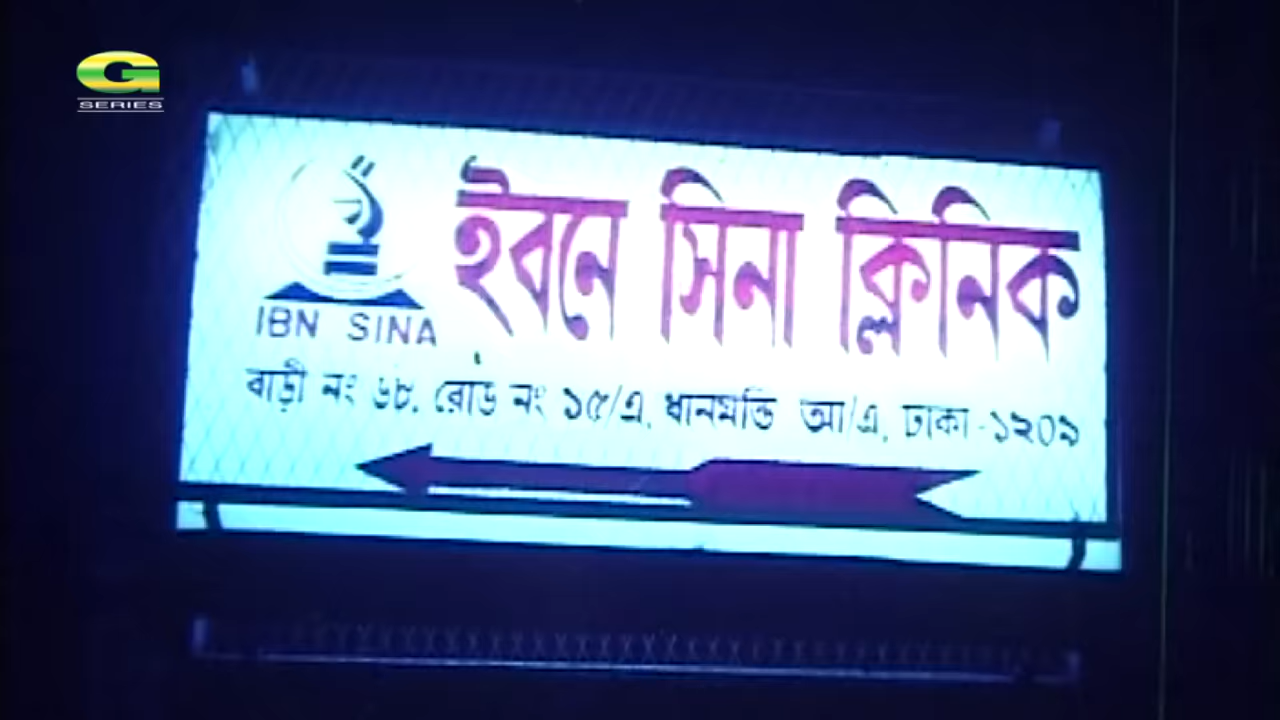 G
SERIES
ইবনে সিনা ক্লিনিক
IBN SINA
বাড়ী নং ৬৮, রোড নং ১৫/এ, ধানমন্ডি আ/এ, ঢাকা-১২০৯